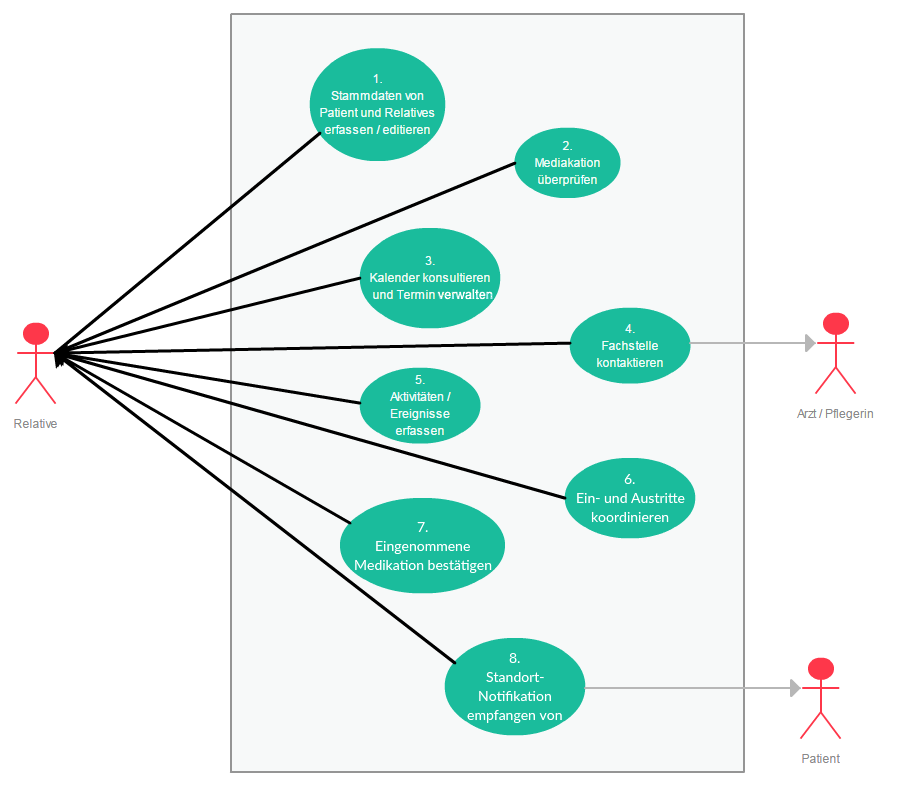 1.
Stammdaten von
Patient und Relatives
erfassen / editieren
2.
Mediakation
überprüfen
3.
Kalender konsultieren
und Termin verwalten
4.
Fachstelle
kontaktieren
5.
Aktivitäten /
Ereignisse
erfassen
6.
Ein- und Austritte
koordinieren
7.
Eingenommene
Medikation bestätigen
8.
Standort-
Notifikation
empfangen von
Relative
Arzt / Pflegerin
Patient